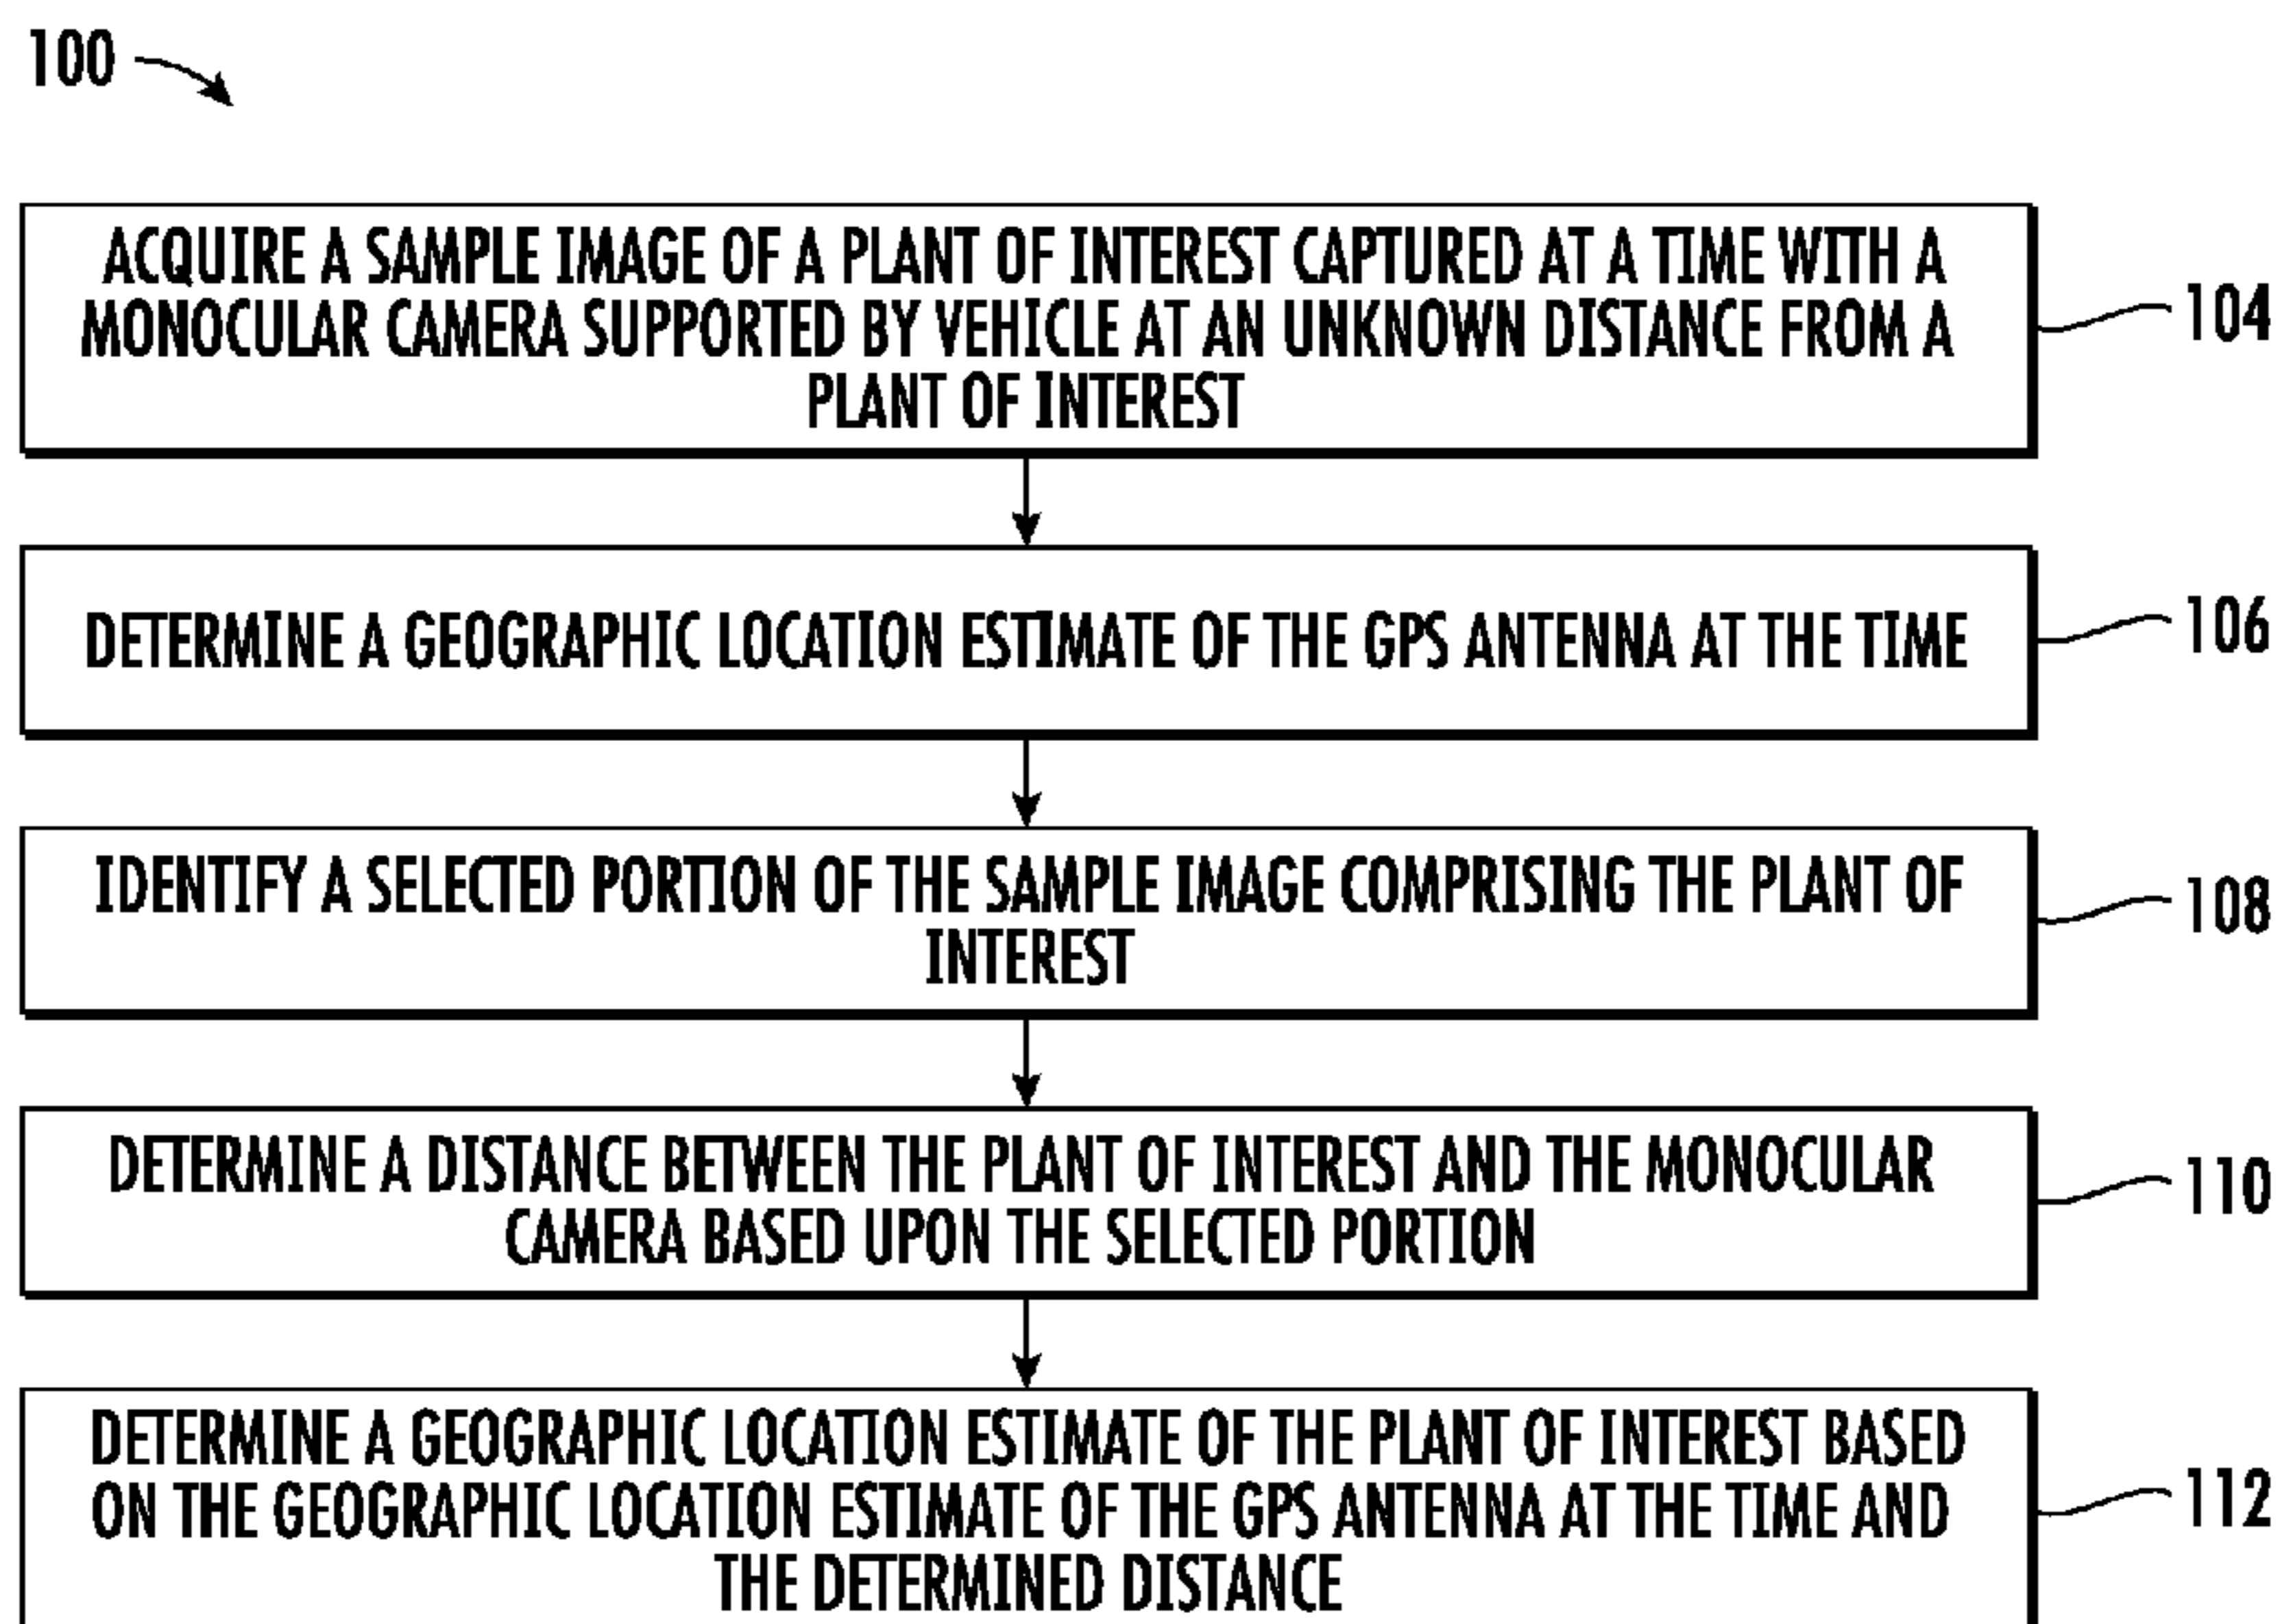 100
ACQUIRE A SAMPLE IMAGE OF A PLANT OF INTEREST CAPTURED AT A TIME WITH A
MONOCULAR CAMERA SUPPORTED BY VEHICLE AT AN UNKNOWN DISTANCE FROM A
PLANT OF INTEREST
104
DETERMINE A GEOGRAPHIC LOCATION ESTIMATE OF THE GPS ANTENNA AT THE TIME
106
IDENTIFY A SELECTED PORTION OF THE SAMPLE IMAGE COMPRISING THE PLANT OF
INTEREST
108
DETERMINE A DISTANCE BETWEEN THE PLANT OF INTEREST AND THE MONOCULAR
CAMERA BASED UPON THE SELECTED PORTION
110
DETERMINE A GEOGRAPHIC LOCATION ESTIMATE OF THE PLANT OF INTEREST BASED
ON THE GEOGRAPHIC LOCATION ESTIMATE OF THE GPS ANTENNA AT THE TIME AND
THE DETERMINED DISTANCE
112